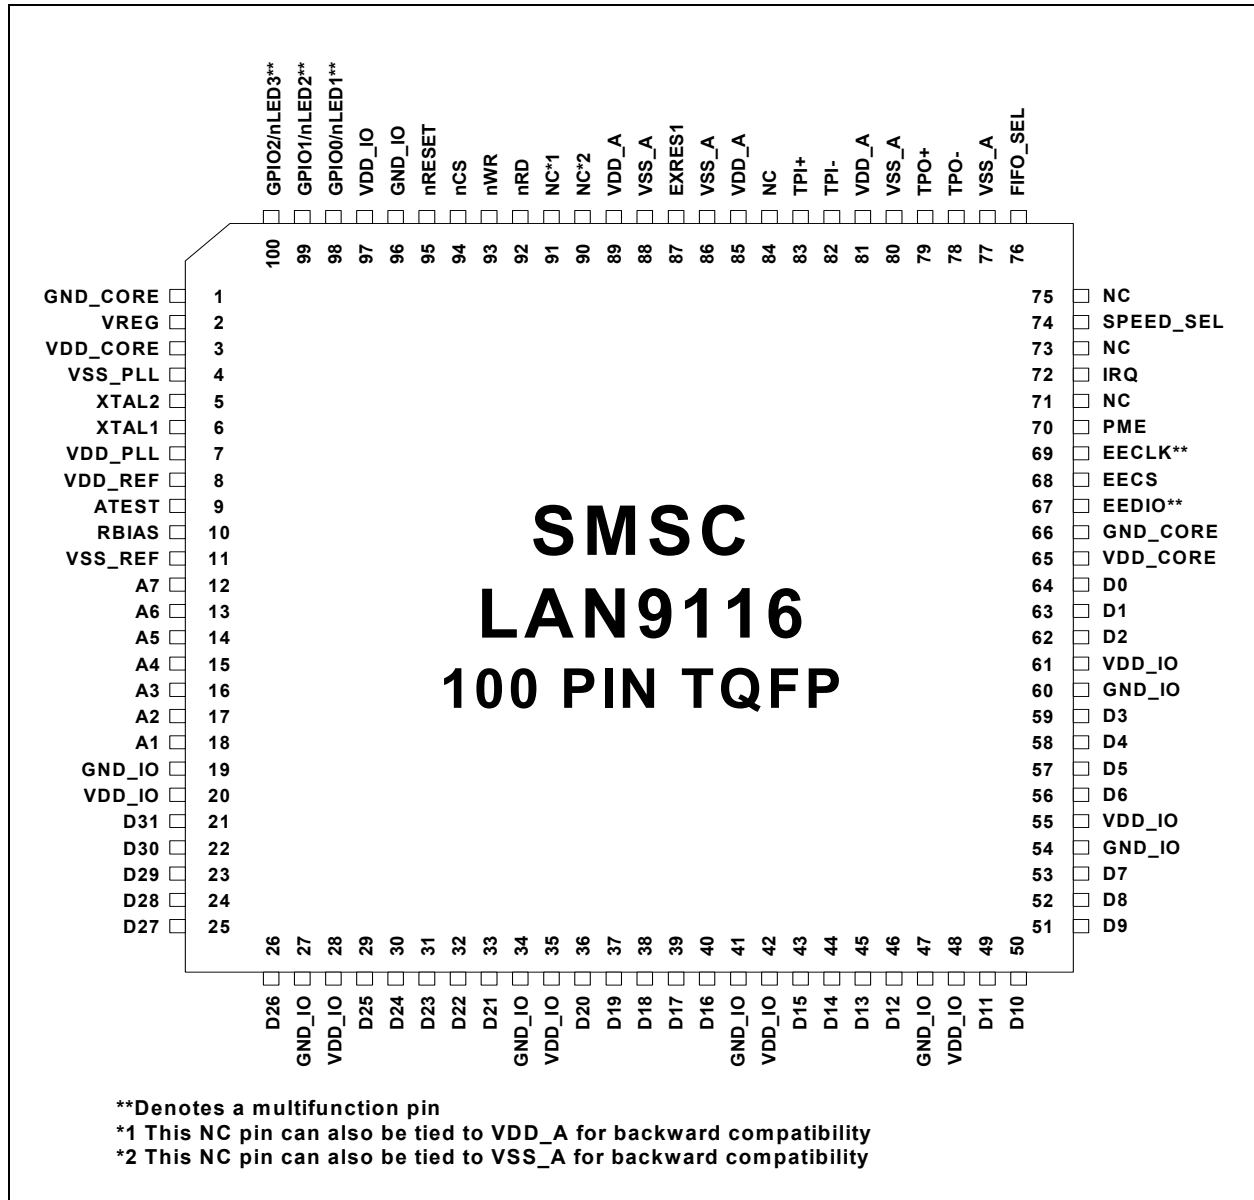 GPIO2/nLED3**
GPIO1/nLED2**
GPIO0/nLED1**
VDD_IO
GND_IO
nRESET
nCS
nWR
nRD
NC*1
NC*2
VDD_A
VSS_A
EXRES1
VSS_A
VDD_A
NC
TPI+
TPI-
VDD_A
VSS_A
TPO+
TPO-
VSS_A
FIFO_SEL
100
99
98
97
96
95
94
93
92
91
90
89
88
87
86
85
84
83
82
81
80
79
78
77
76
GND_CORE 1
VREG 2
VDD_CORE 3
VSS_PLL 4
XTAL2 5
XTAL1 6
VDD_PLL 7
VDD_REF 8
ATEST 9
RBIAS 10
VSS_REF 11
A7 12
A6 13
A5 14
A4 15
A3 16
A2 17
A1 18
GND_IO 19
VDD_IO 20
D31 21
D30 22
D29 23
D28 24
D27 25
SMSC
LAN9116
100 PIN TQFP
75 NC
74 SPEED_SEL
73 NC
72 IRQ
71 NC
70 PME
69 EECLK**
68 EECS
67 EEDIO**
66 GND_CORE
65 VDD_CORE
64 D0
63 D1
62 D2
61 VDD_IO
60 GND_IO
59 D3
58 D4
57 D5
56 D6
55 VDD_IO
54 GND_IO
53 D7
52 D8
51 D9
26
27
28
29
30
31
32
33
34
35
36
37
38
39
40
41
42
43
44
45
46
47
48
49
50
D26
GND_IO
VDD_IO
D25
D24
D23
D22
D21
GND_IO
VDD_IO
D20
D19
D18
D17
D16
GND_IO
VDD_IO
D15
D14
D13
D12
GND_IO
VDD_IO
D11
D10
**Denotes a multifunction pin
*1 This NC pin can also be tied to VDD_A for backward compatibility
*2 This NC pin can also be tied to VSS_A for backward compatibility